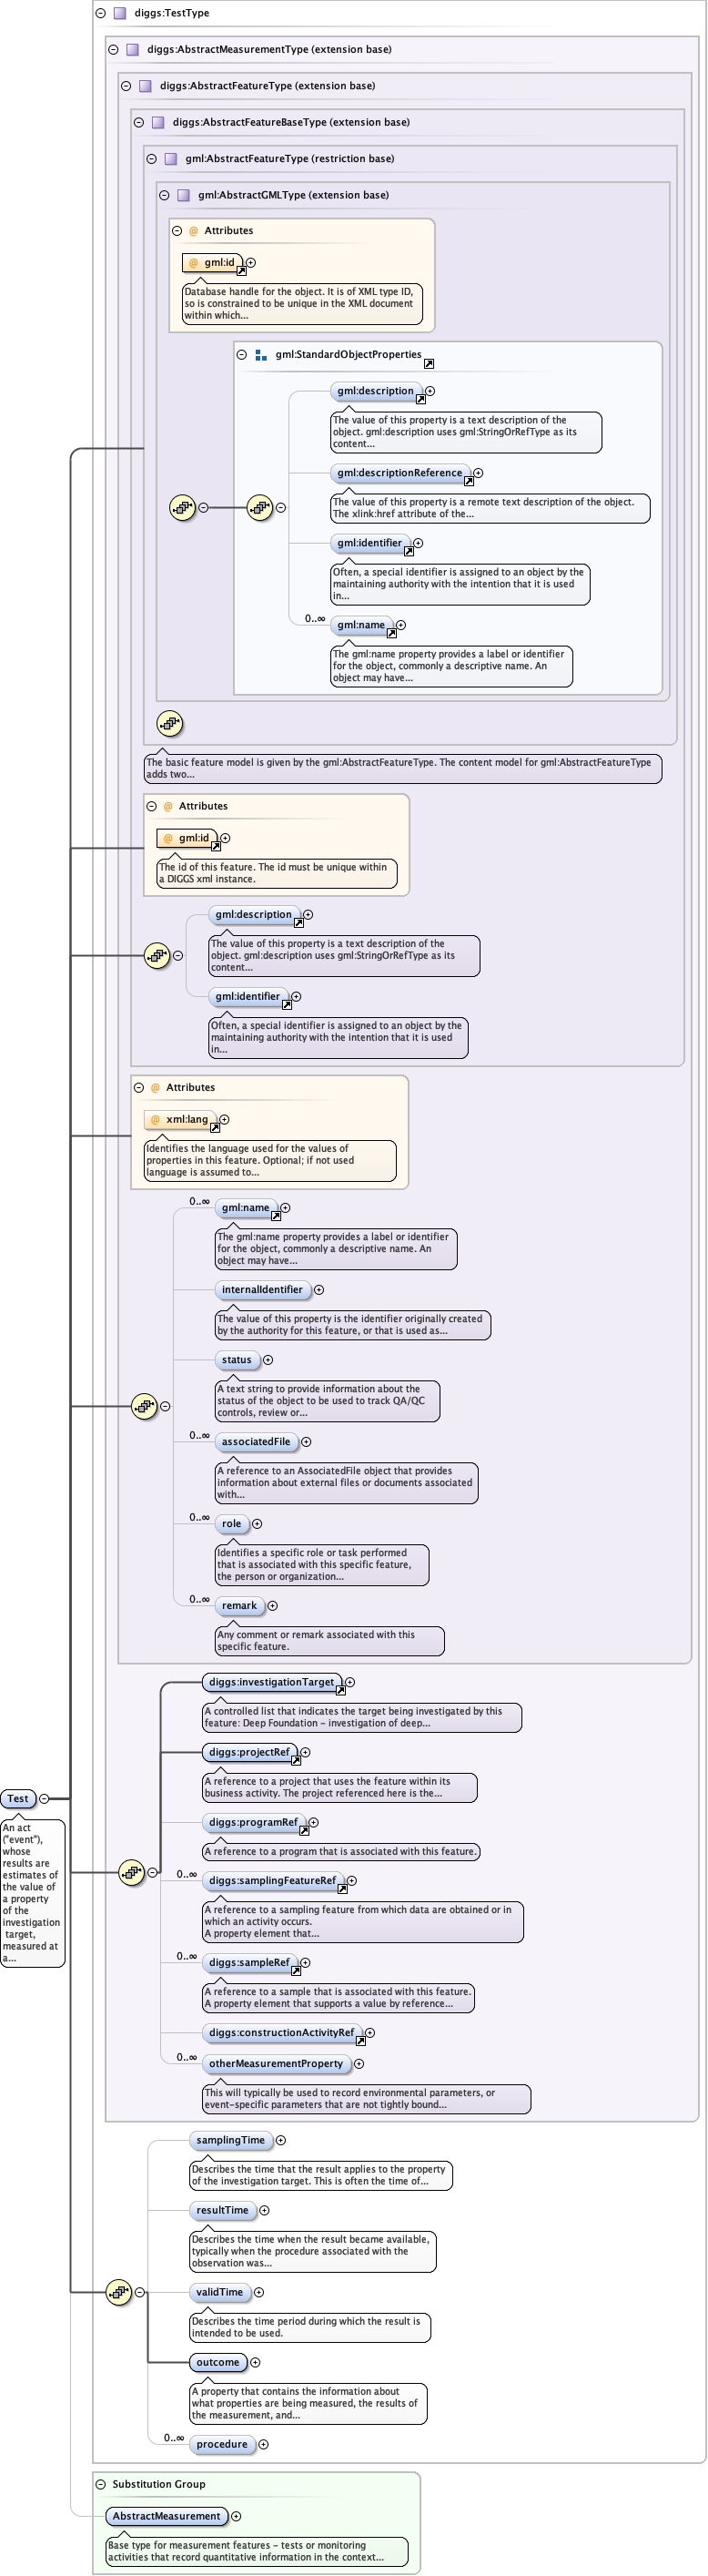 diggs:TestType
diggs:AbstractMeasurementType (extension base)
diggs:AbstractFeatureType (extension base)
diggs:AbstractFeatureBaseType (extension base)
gml:AbstractFeatureType (restriction base)
gml:AbstractGMLType (extension base)
@ Attributes
@ gml:id
Database handle for the object. It is of XML type ID,
so is constrained to be unique in the XML document
within which...
gml:StandardObjectProperties
gml:description
The value of this property is a text description of the
object. gml:description uses gml:StringOrRefType as its
content...
gml:descriptionReference
The value of this property is a remote text description of the object.
The xlink:href attribute of the...
gml:identifier
Often, a special identifier is assigned to an object by the
maintaining authority with the intention that it is used
in...
0..∞
gml:name
The gml:name property provides a label or identifier
for the object, commonly a descriptive name. An
object may have...
The basic feature model is given by the gml:AbstractFeatureType. The content model for gml:AbstractFeatureType
adds two...
@ Attributes
@ gml:id
The id of this feature. The id must be unique within
a DIGGS xml instance.
gml:description
The value of this property is a text description of the
object. gml:description uses gml:StringOrRefType as its
content...
gml:identifier
Often, a special identifier is assigned to an object by the
maintaining authority with the intention that it is used
in...
@ Attributes
@ xml:lang
Identifies the language used for the values of
properties in this feature. Optional; if not used
language is assumed to...
0..∞
gml:name
The gml:name property provides a label or identifier
for the object, commonly a descriptive name. An
object may have...
internalIdentifier
The value of this property is the identifier originally created
by the authority for this feature, or that is used as...
status
A text string to provide information about the
status of the object to be used to track QA/QC
controls, review or...
0..∞
associatedFile
A reference to an AssociatedFile object that provides
information about external files or documents associated
with...
0..∞
role
Identifies a specific role or task performed
that is associated with this specific feature,
the person or organization...
0..∞
remark
Any comment or remark associated with this
specific feature.
diggs:investigationTarget
A controlled list that indicates the target being investigated by this
feature: Deep Foundation – investigation of deep...
diggs:projectRef
A reference to a project that uses the feature within its
business activity. The project referenced here is the...
diggs:programRef
A reference to a program that is associated with this feature.
0..∞
diggs:samplingFeatureRef
A reference to a sampling feature from which data are obtained or in
which an activity occurs.
A property element that...
0..∞
diggs:sampleRef
A reference to a sample that is associated with this feature.
A property element that supports a value by reference...
diggs:constructionActivityRef
0..∞
otherMeasurementProperty
This will typically be used to record environmental parameters, or
event-specific parameters that are not tightly bound...
Test
An act
("event"),
whose
results are
estimates of
the value of
a property
of the
investigation
target,
measured at
a...
samplingTime
Describes the time that the result applies to the property
of the investigation target. This is often the time of...
resultTime
Describes the time when the result became available,
typically when the procedure associated with the
observation was...
validTime
Describes the time period during which the result is
intended to be used.
outcome
A property that contains the information about
what properties are being measured, the results of
the measurement, and...
0..∞
procedure
Substitution Group
AbstractMeasurement
Base type for measurement features – tests or monitoring
activities that record quantitative information in the context...